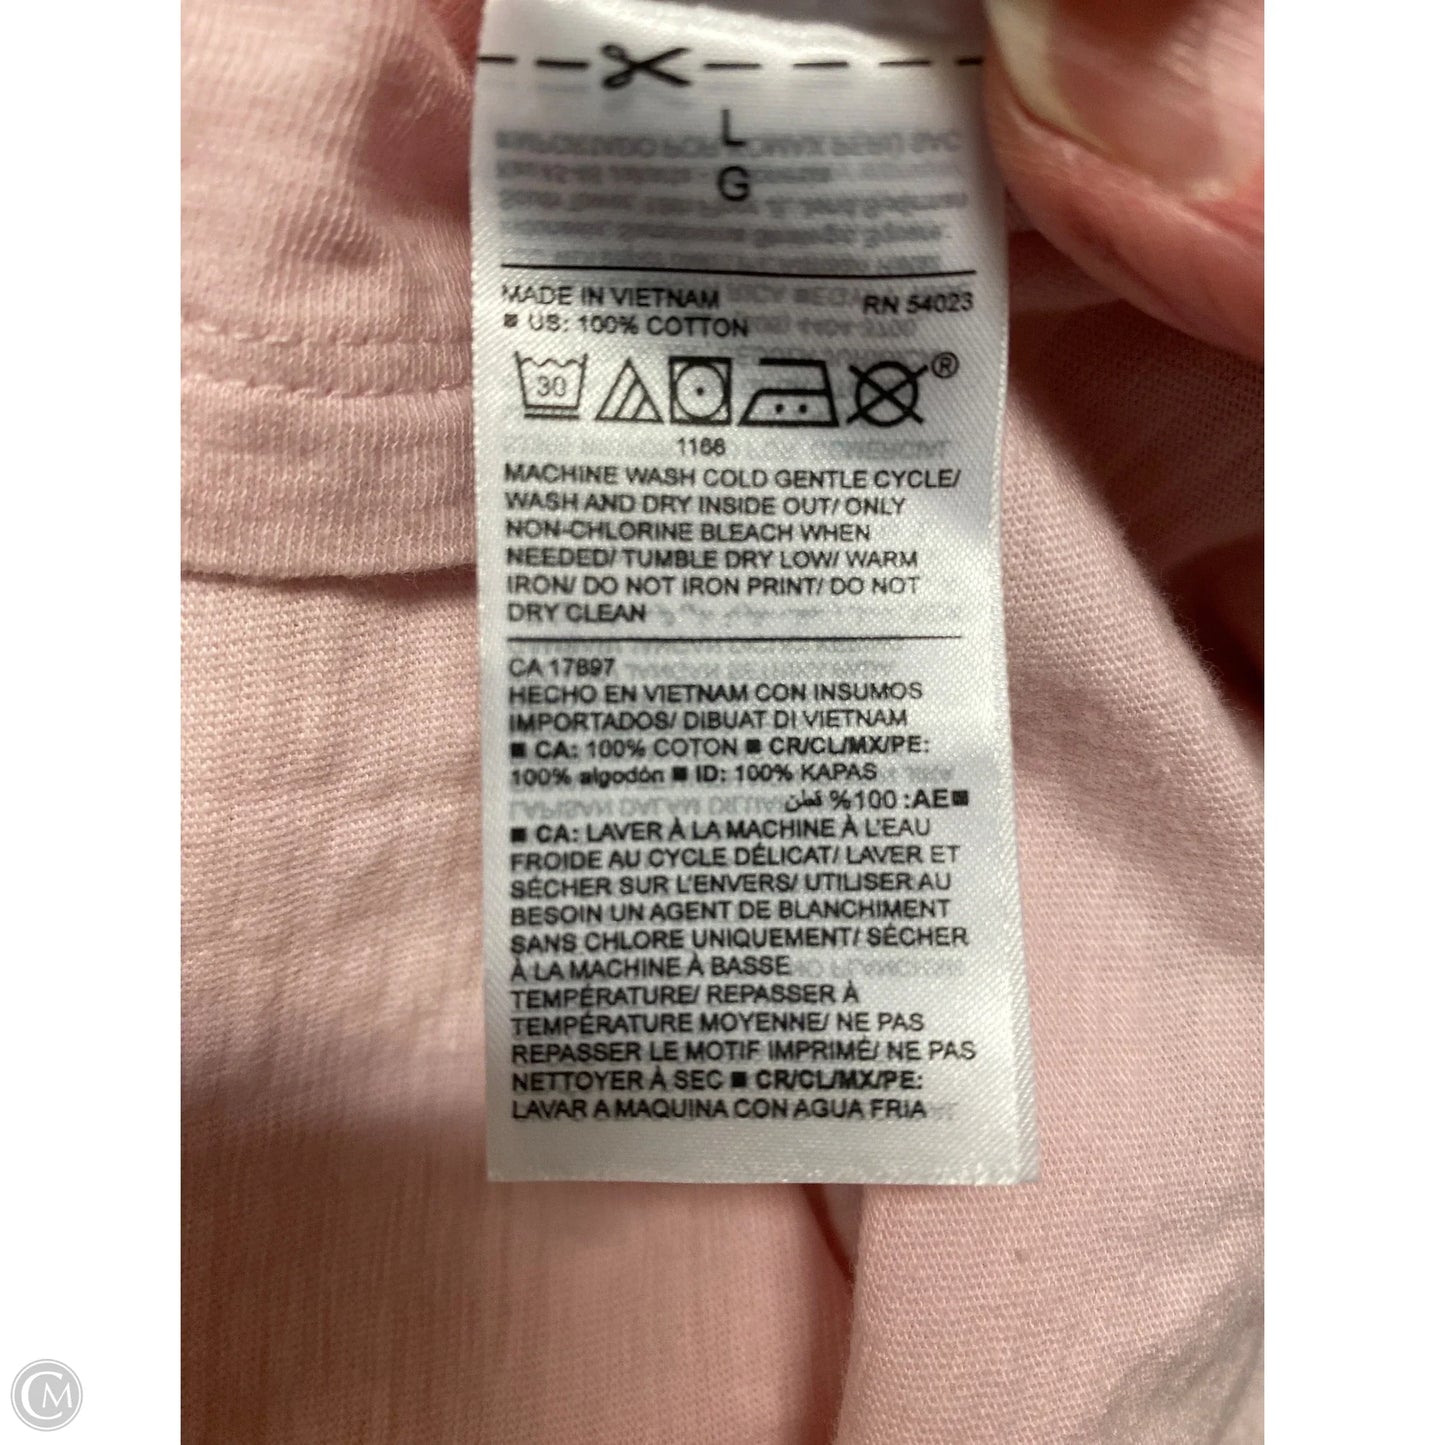 L
G
MADE IN VIETNAM RN 54023
■ US: 100% COTTON
30 ®
1166
MACHINE WASH COLD GENTLE CYCLE/
WASH AND DRY INSIDE OUT/ ONLY
NON-CHLORINE BLEACH WHEN
NEEDED/ TUMBLE DRY LOW/ WARM
IRON/ DO NOT IRON PRINT/ DO NOT
DRY CLEAN
CA 17897
HECHO EN VIETNAM CON INSUMOS
IMPORTADOS/ DIBUAT DI VIETNAM
■ CA: 100% COTON ■ CR/CL/MX/PE:
100% algodón ■ ID: 100% KAPAS
■AE: 100% قطن
■ CA: LAVER À LA MACHINE À L'EAU
FROIDE AU CYCLE DÉLICAT/ LAVER ET
SÉCHER SUR L'ENVERS/ UTILISER AU
BESOIN UN AGENT DE BLANCHIMENT
SANS CHLORE UNIQUEMENT/ SÉCHER
À LA MACHINE À BASSE
TEMPÉRATURE/ REPASSER À
TEMPÉRATURE MOYENNE/ NE PAS
REPASSER LE MOTIF IMPRIMÉ/ NE PAS
NETTOYER À SEC ■ CR/CL/MX/PE:
LAVAR A MAQUINA CON AGUA FRIA
CM